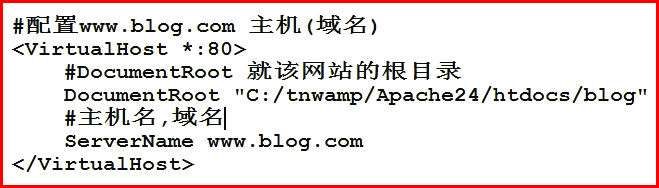 #配置www.blog.com 主机(域名)
<VirtualHost *:80>
#DocumentRoot 就该网站的根目录
DocumentRoot "C:/tnwamp/Apache24/htdocs/blog"
#主机名,域名
ServerName www.blog.com
</VirtualHost>